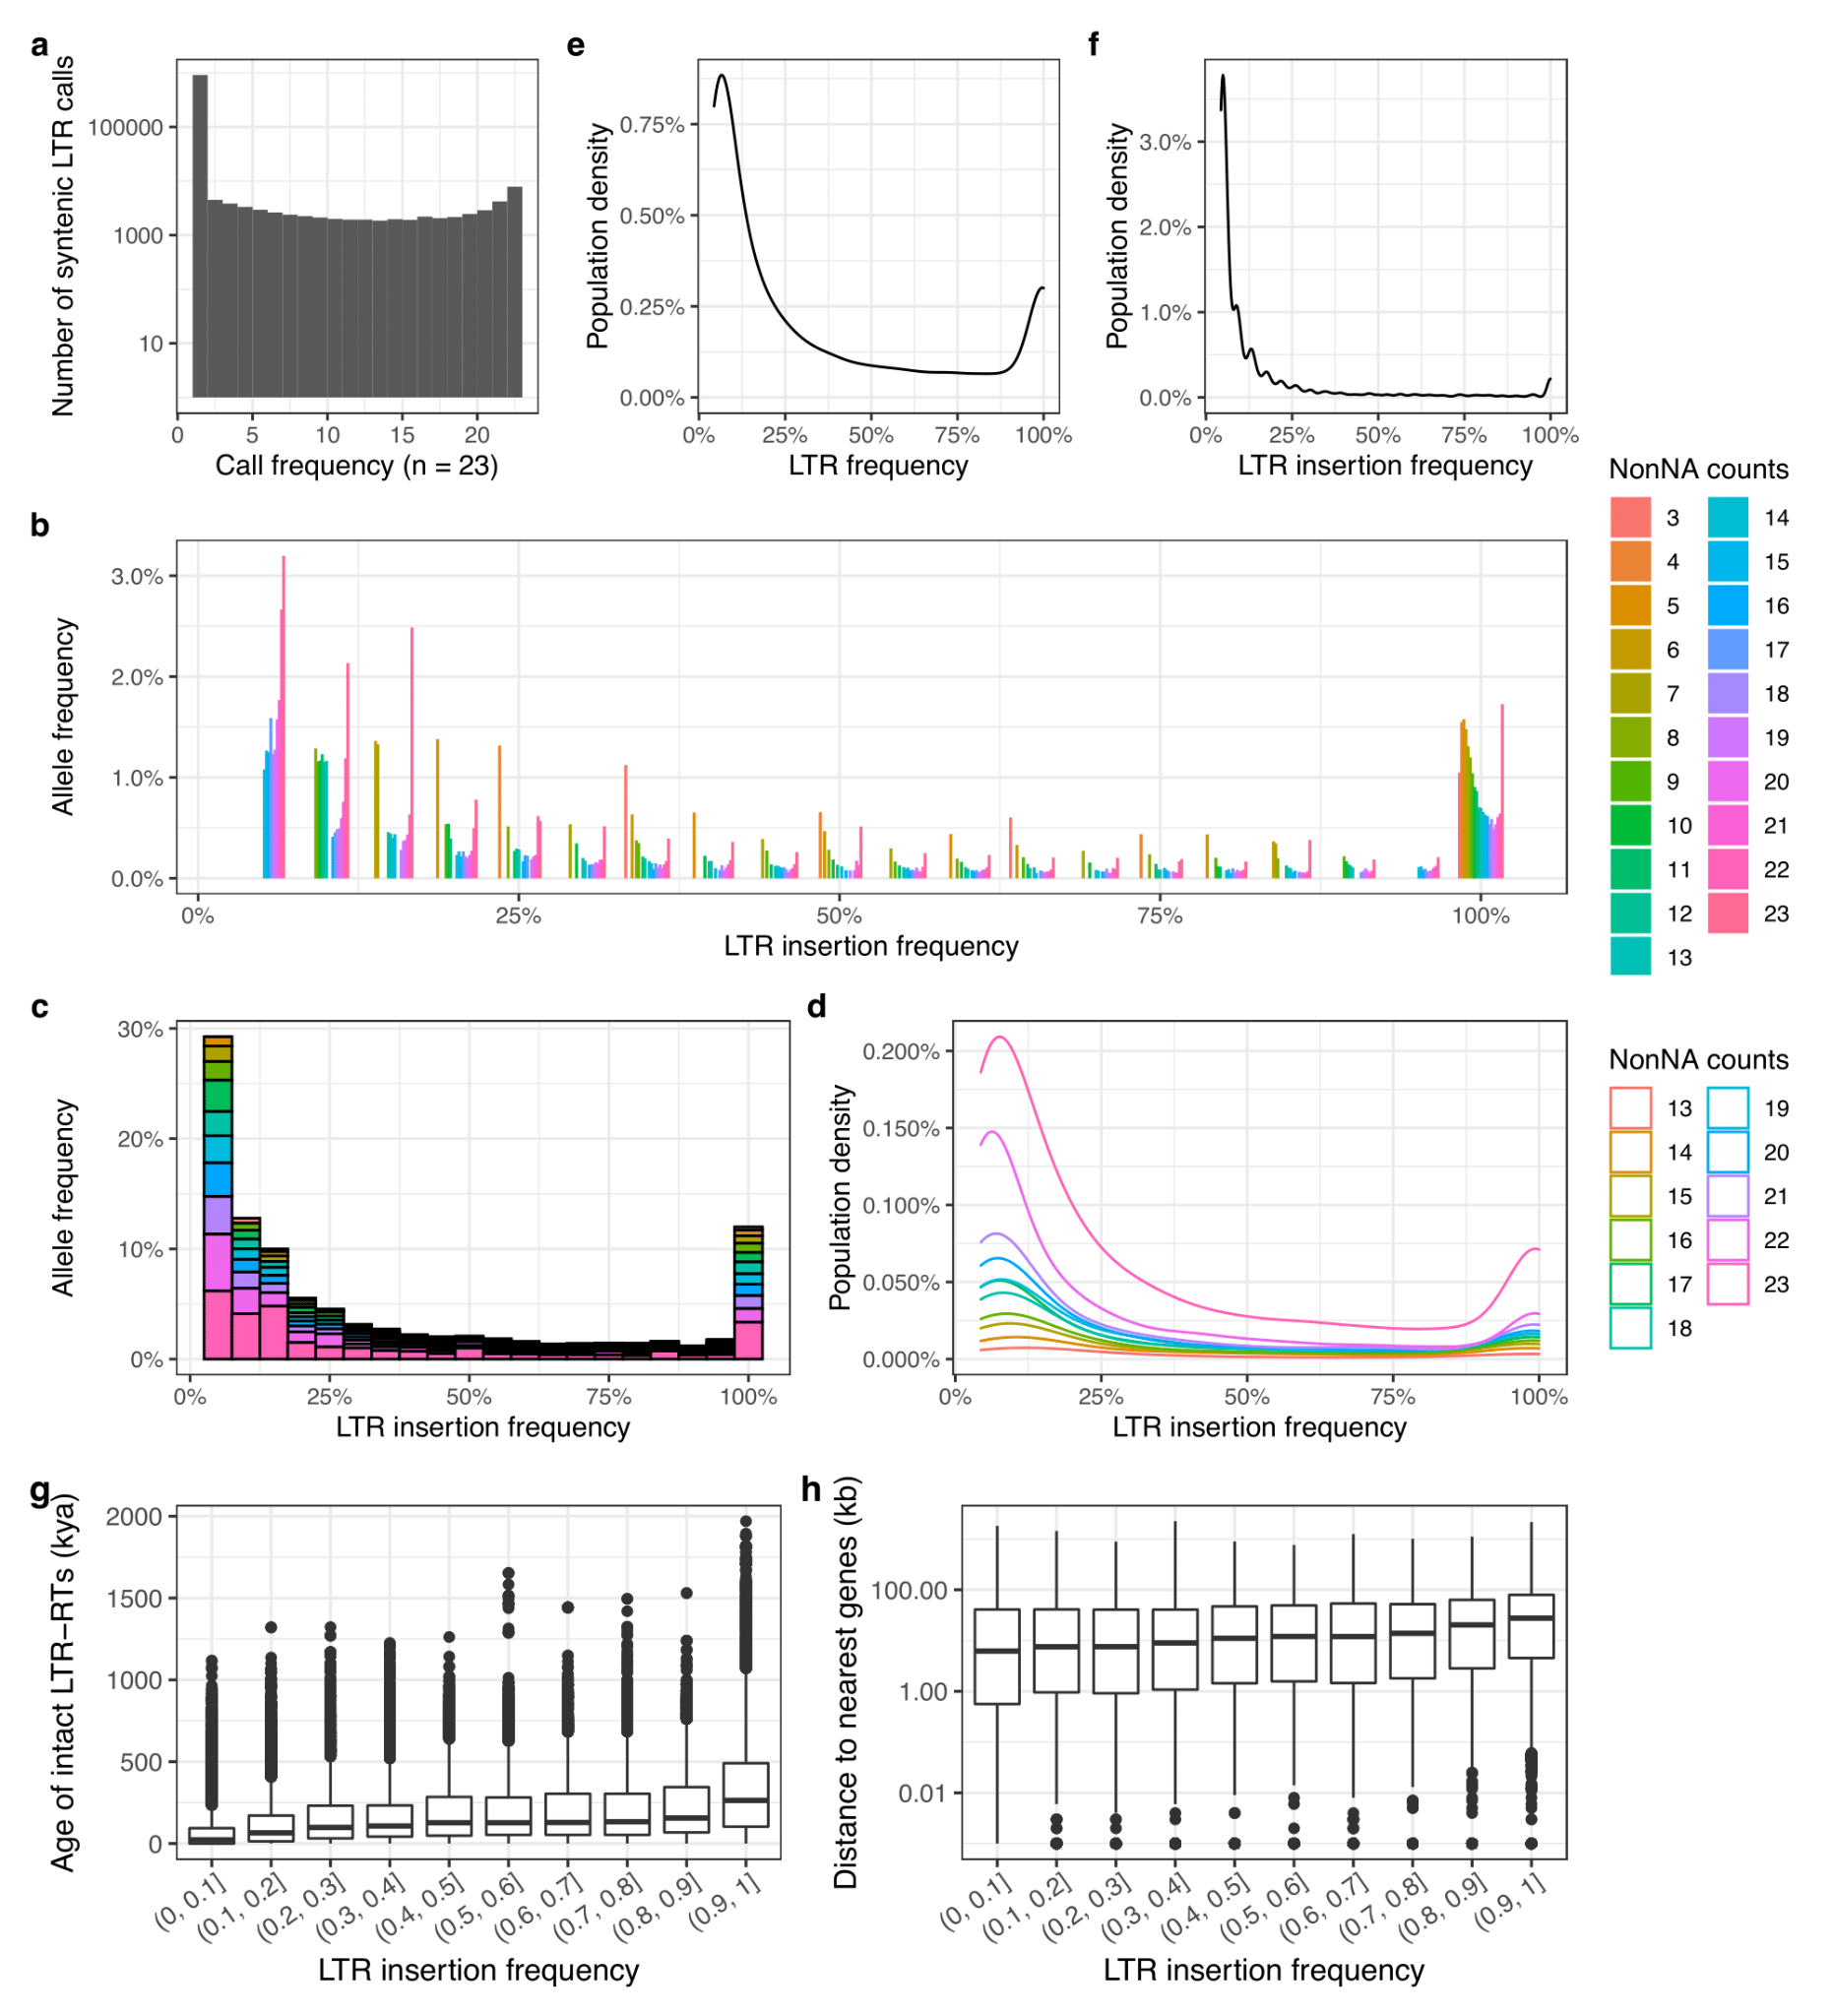 a
Number of syntenic LTR calls
100000
1000
10
0 5 10 15 20
Call frequency (n = 23)
e
Population density
0.75%
0.50%
0.25%
0.00%
0% 25% 50% 75% 100%
LTR frequency
f
Population density
3.0%
2.0%
1.0%
0.0%
0% 25% 50% 75% 100%
LTR insertion frequency
b
Allele frequency
3.0%
2.0%
1.0%
0.0%
0% 25% 50% 75% 100%
LTR insertion frequency
NonNA counts
3 14
4 15
5 16
6 17
7 18
8 19
9 20
10 21
11 22
12 23
13
c
Allele frequency
30%
20%
10%
0%
0% 25% 50% 75% 100%
LTR insertion frequency
d
Population density
0.200%
0.150%
0.100%
0.050%
0.000%
0% 25% 50% 75% 100%
LTR insertion frequency
NonNA counts
13 19
14 20
15 21
16 22
17 23
18
g
Age of intact LTR−RTs (kya)
2000
1500
1000
500
0
(0, 0.1] (0.1, 0.2] (0.2, 0.3] (0.3, 0.4] (0.4, 0.5] (0.5, 0.6] (0.6, 0.7] (0.7, 0.8] (0.8, 0.9] (0.9, 1]
LTR insertion frequency
h
Distance to nearest genes (kb)
100.00
1.00
0.01
(0, 0.1] (0.1, 0.2] (0.2, 0.3] (0.3, 0.4] (0.4, 0.5] (0.5, 0.6] (0.6, 0.7] (0.7, 0.8] (0.8, 0.9] (0.9, 1]
LTR insertion frequency